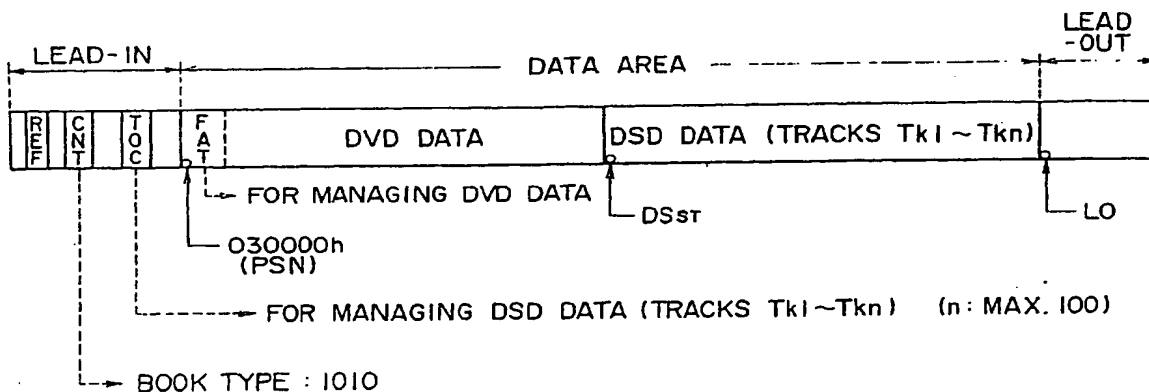 LEAD-IN
DATA AREA
LEAD
-OUT
REF
CNT
TOC
FAT
DVD DATA
DSD DATA (TRACKS Tk1~Tkn)
FOR MANAGING DVD DATA
DSST
LO
030000h
(PSN)
FOR MANAGING DSD DATA (TRACKS Tk1~Tkn) (n: MAX. 100)
BOOK TYPE : 1010